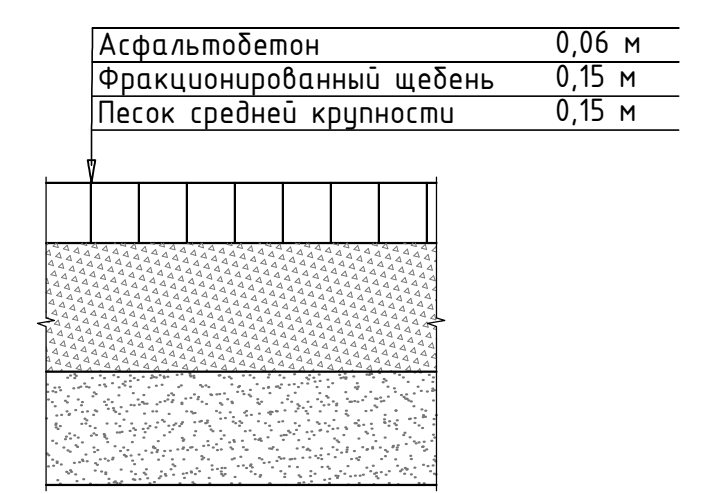 Асфальтобетон 0,06 м
Фракционированный щебень 0,15 м
Песок средней крупности 0,15 м